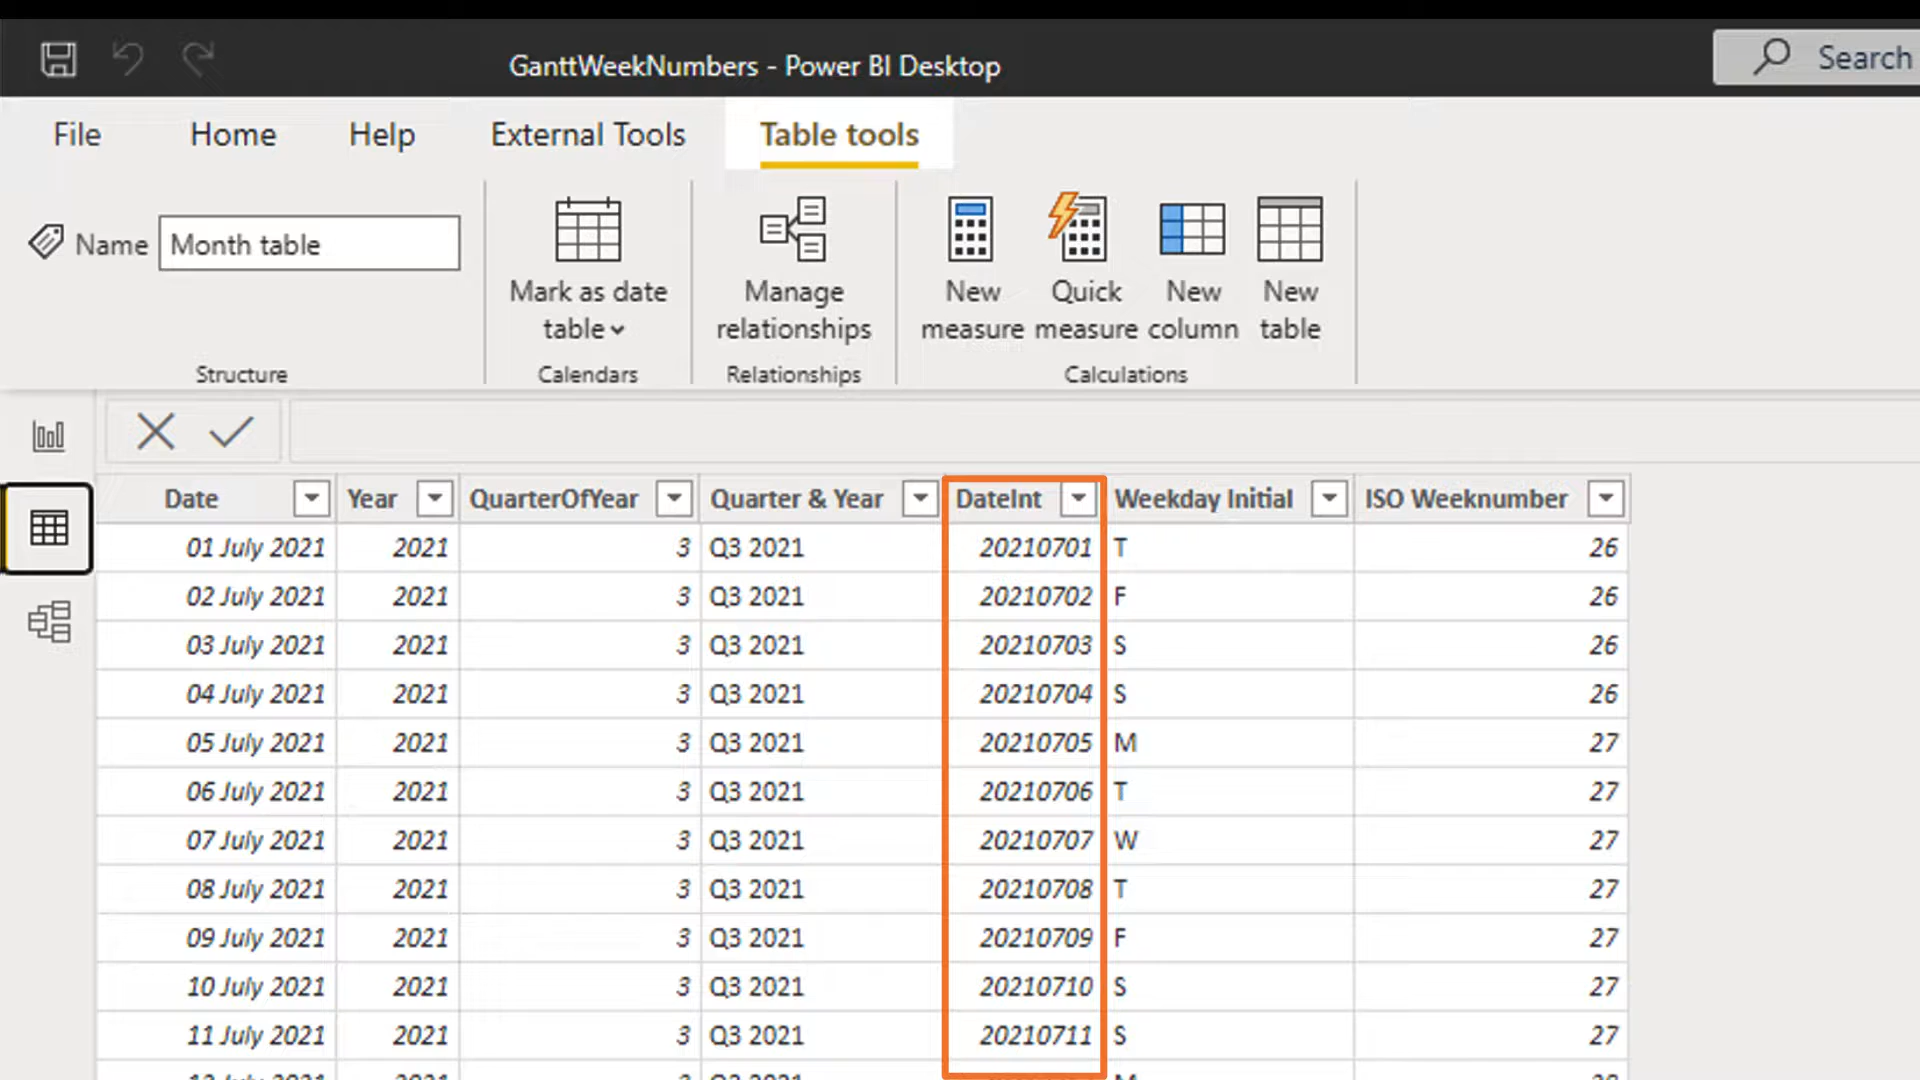 GanttWeekNumbers - Power BI Desktop
Search
File Home Help External Tools Table tools
Name Month table
Mark as date table
Manage relationships
New measure
Quick measure
New column
New table
Structure Calendars Relationships Calculations
Date Year QuarterOfYear Quarter & Year DateInt Weekday Initial ISO Weeknumber
01 July 2021 2021 3 Q3 2021 20210701 T 26
02 July 2021 2021 3 Q3 2021 20210702 F 26
03 July 2021 2021 3 Q3 2021 20210703 S 26
04 July 2021 2021 3 Q3 2021 20210704 S 26
05 July 2021 2021 3 Q3 2021 20210705 M 27
06 July 2021 2021 3 Q3 2021 20210706 T 27
07 July 2021 2021 3 Q3 2021 20210707 W 27
08 July 2021 2021 3 Q3 2021 20210708 T 27
09 July 2021 2021 3 Q3 2021 20210709 F 27
10 July 2021 2021 3 Q3 2021 20210710 S 27
11 July 2021 2021 3 Q3 2021 20210711 S 27